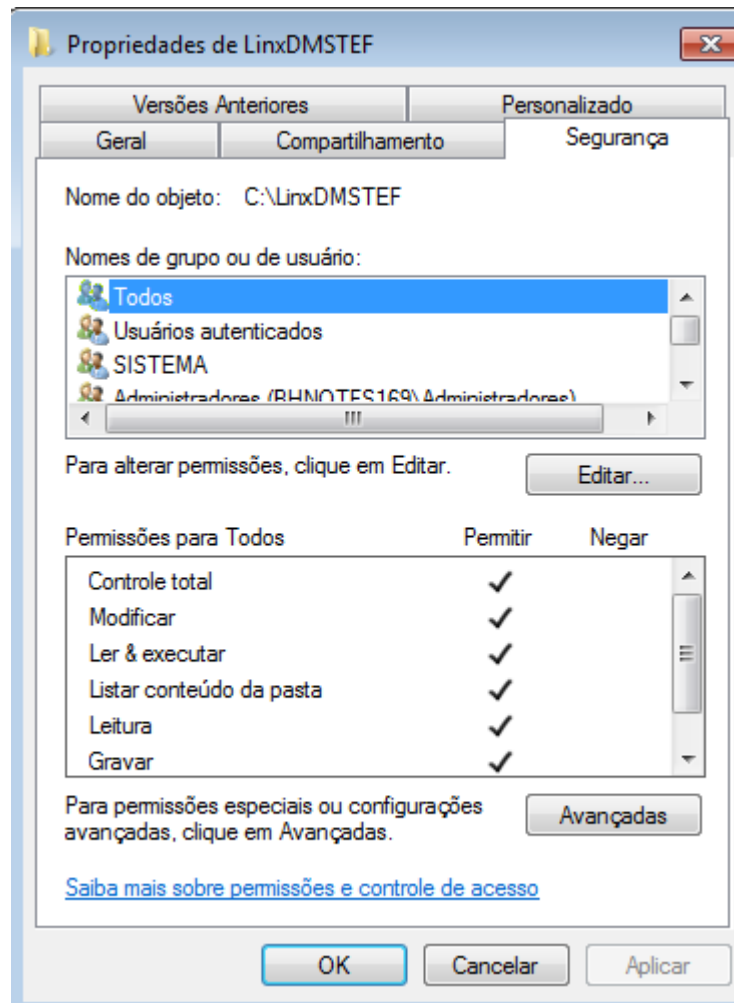 Propriedades de LinxDMSTEF
Versões Anteriores Personalizado
Geral Compartilhamento Segurança
Nome do objeto: C:\LinxDMSTEF
Nomes de grupo ou de usuário:
Todos
Usuários autenticados
SISTEMA
Administradores (BHNOTES169\Administradores)
Para alterar permissões, clique em Editar.
Editar...
Permissões para Todos Permitir Negar
Controle total
Modificar
Ler & executar
Listar conteúdo da pasta
Leitura
Gravar
Para permissões especiais ou configurações
avançadas, clique em Avançadas.
Avançadas
Saiba mais sobre permissões e controle de acesso
OK Cancelar Aplicar